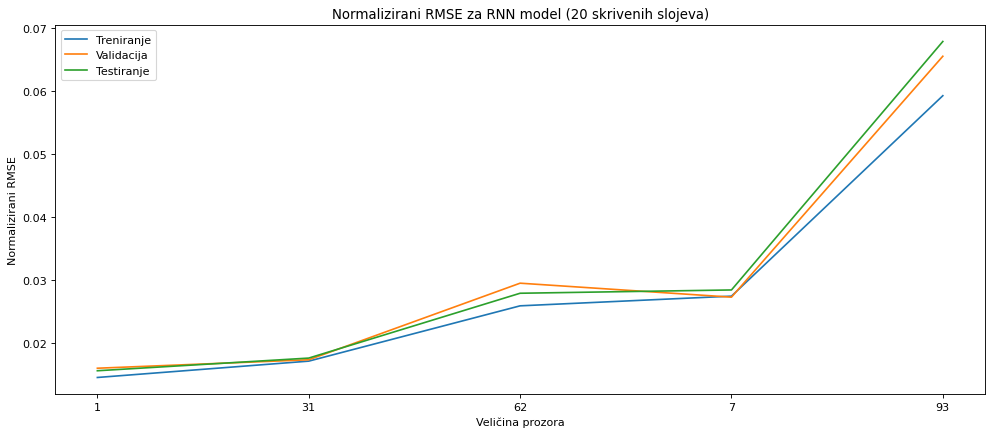 Normalizirani RMSE za RNN model (20 skrivenih slojeva)
Treniranje
Validacija
Testiranje
Normalizirani RMSE
0.07
0.06
0.05
0.04
0.03
0.02
1 31 62 7 93
Veličina prozora